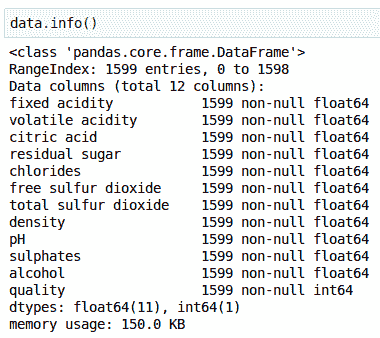 data.info()
<class 'pandas.core.frame.DataFrame'>
RangeIndex: 1599 entries, 0 to 1598
Data columns (total 12 columns):
fixed acidity           1599 non-null float64
volatile acidity        1599 non-null float64
citric acid             1599 non-null float64
residual sugar          1599 non-null float64
chlorides               1599 non-null float64
free sulfur dioxide     1599 non-null float64
total sulfur dioxide    1599 non-null float64
density                 1599 non-null float64
pH                      1599 non-null float64
sulphates               1599 non-null float64
alcohol                 1599 non-null float64
quality                 1599 non-null int64
dtypes: float64(11), int64(1)
memory usage: 150.0 KB